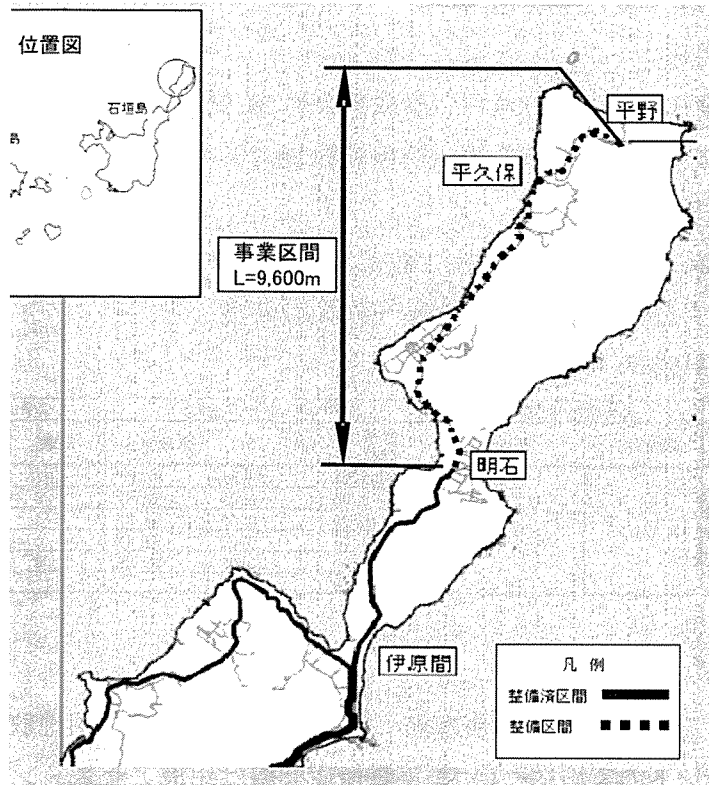 位置図
石垣島
島
平野
平久保
事業区間
L=9,600m
明石
伊原間
凡 例
整備済区間
整備区間